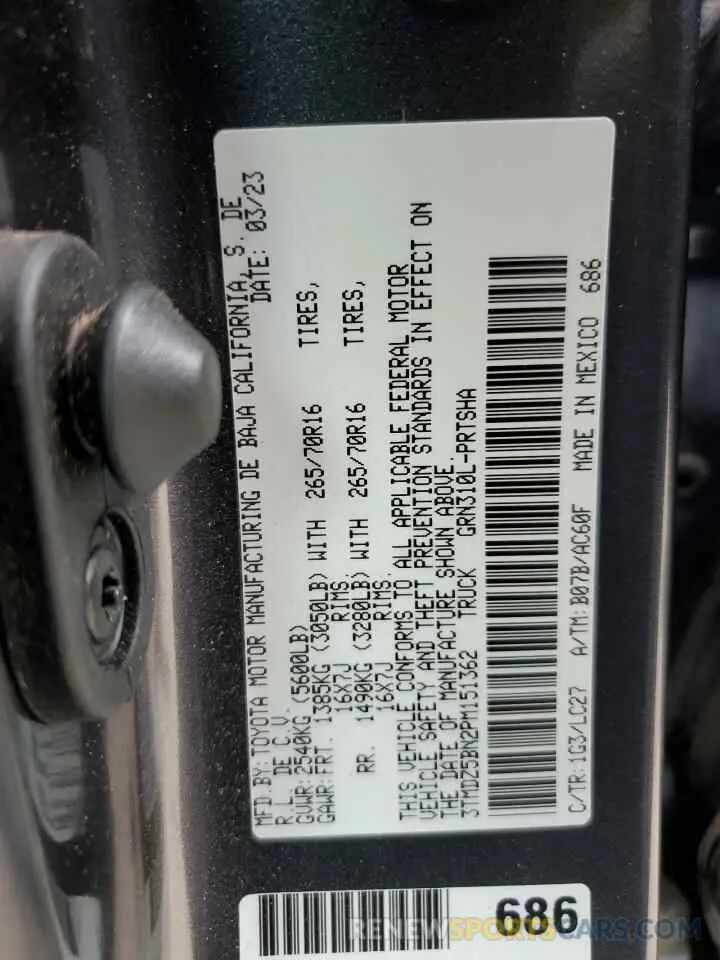 MFD.BY:TOYOTA MOTOR MANUFACTURING DE BAJA CALIFORNIA, S. DE
R.L. DE C.V. DATE: 03/23
GVWR:2540KG (5600LB)
GAWR:FRT. 1385KG (3050LB) WITH 265/70R16 TIRES,
16X7J RIMS,
RR. 1490KG (3280LB) WITH 265/70R16 TIRES,
16X7J RIMS.
THIS VEHICLE CONFORMS TO ALL APPLICABLE FEDERAL MOTOR
VEHICLE SAFETY AND THEFT PREVENTION STANDARDS IN EFFECT ON
THE DATE OF MANUFACTURE SHOWN ABOVE.
3TMDZ5BN2PM151362 TRUCK GRN310L-PRTSHA
C/TR:1G3/LC27 A/TM:B07B/AC60F MADE IN MEXICO 686
686
RENEWSPORTSCARS.COM